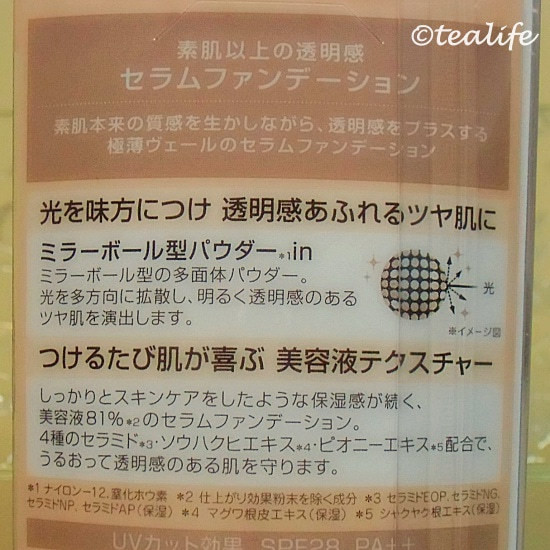 ©tealife
素肌以上の透明感
セラムファンデーション
素肌本来の質感を生かしながら、透明感をプラスする
極薄ヴェールのセラムファンデーション
光を味方につけ 透明感あふれるツヤ肌に
ミラーボール型パウダー*1in
ミラーボール型の多面体パウダー。
光を多方向に拡散し、明るく透明感のある
ツヤ肌を演出します。
光
※イメージ図
つけるたび肌が喜ぶ 美容液テクスチャー
しっかりとスキンケアをしたような保湿感が続く、
美容液81%*2のセラムファンデーション。
4種のセラミド*3・ソウハクヒエキス*4・ピオニーエキス*5配合で、
うるおって透明感のある肌を守ります。
*1 ナイロン-12、窒化ホウ素 *2 仕上がり効果粉末を除く成分 *3 セラミドEOP、セラミドNG、
セラミドNP、セラミドAP(保湿) *4 マグワ根皮エキス(保湿) *5 シャクヤク根エキス(保湿)
UVカット効果 SPF28 PA++